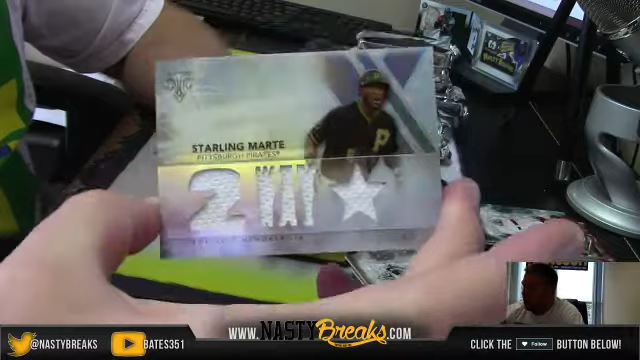 STARLING MARTE
PITTSBURGH PIRATES
2 WAY
P
@NASTYBREAKS
BATES351
WWW.NASTYBreaks.COM
CLICK THE Follow BUTTON BELOW!